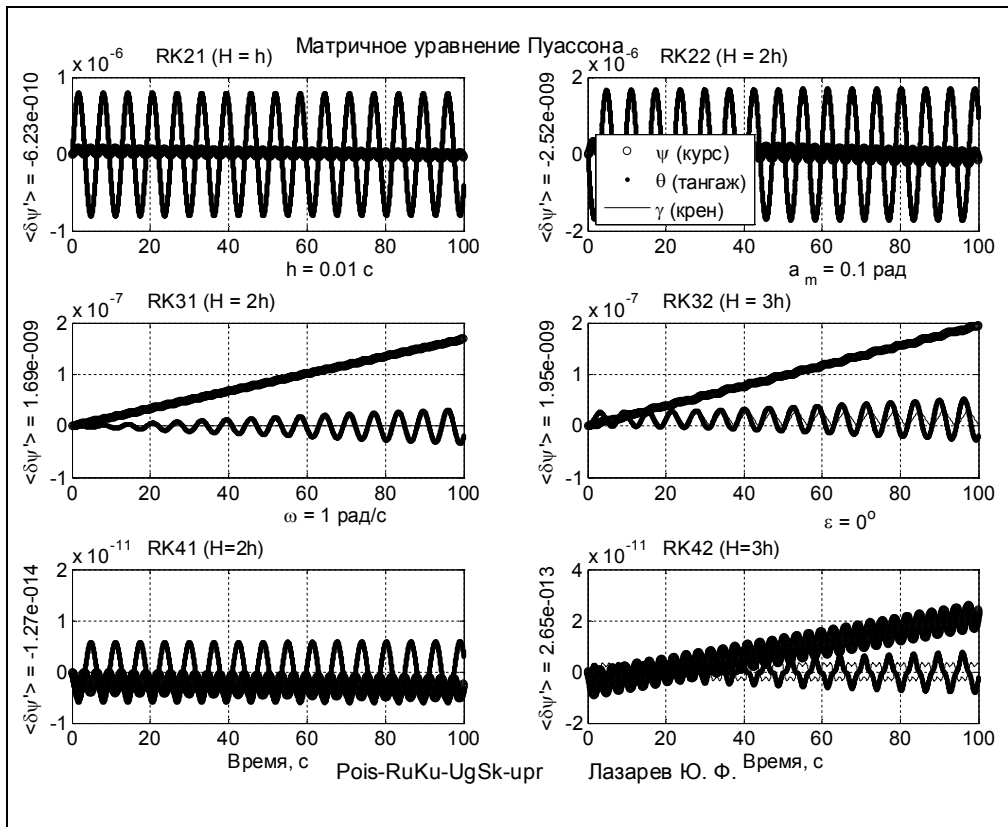 Матричное уравнение Пуассона
x 10^-6 RK21 (H = h)
1
0
-1
<δψ'> = -6.23e-010
0 20 40 60 80 100
h = 0.01 c
x 10^-6 RK22 (H = 2h)
2
0
-2
<δψ'> = -2.52e-009
ψ (курс)
θ (тангаж)
γ (крен)
0 20 40 60 80 100
a_m = 0.1 рад
x 10^-7 RK31 (H = 2h)
2
1
0
-1
<δψ'> = 1.69e-009
0 20 40 60 80 100
ω = 1 рад/с
x 10^-7 RK32 (H = 3h)
2
1
0
-1
<δψ'> = 1.95e-009
0 20 40 60 80 100
ε = 0^o
x 10^-11 RK41 (H=2h)
2
1
0
-1
<δψ'> = -1.27e-014
0 20 40 60 80 100
Время, с
x 10^-11 RK42 (H=3h)
4
2
0
-2
<δψ'> = 2.65e-013
0 20 40 60 80 100
Время, с
Pois-RuKu-UgSk-upr Лазарев Ю. Ф.